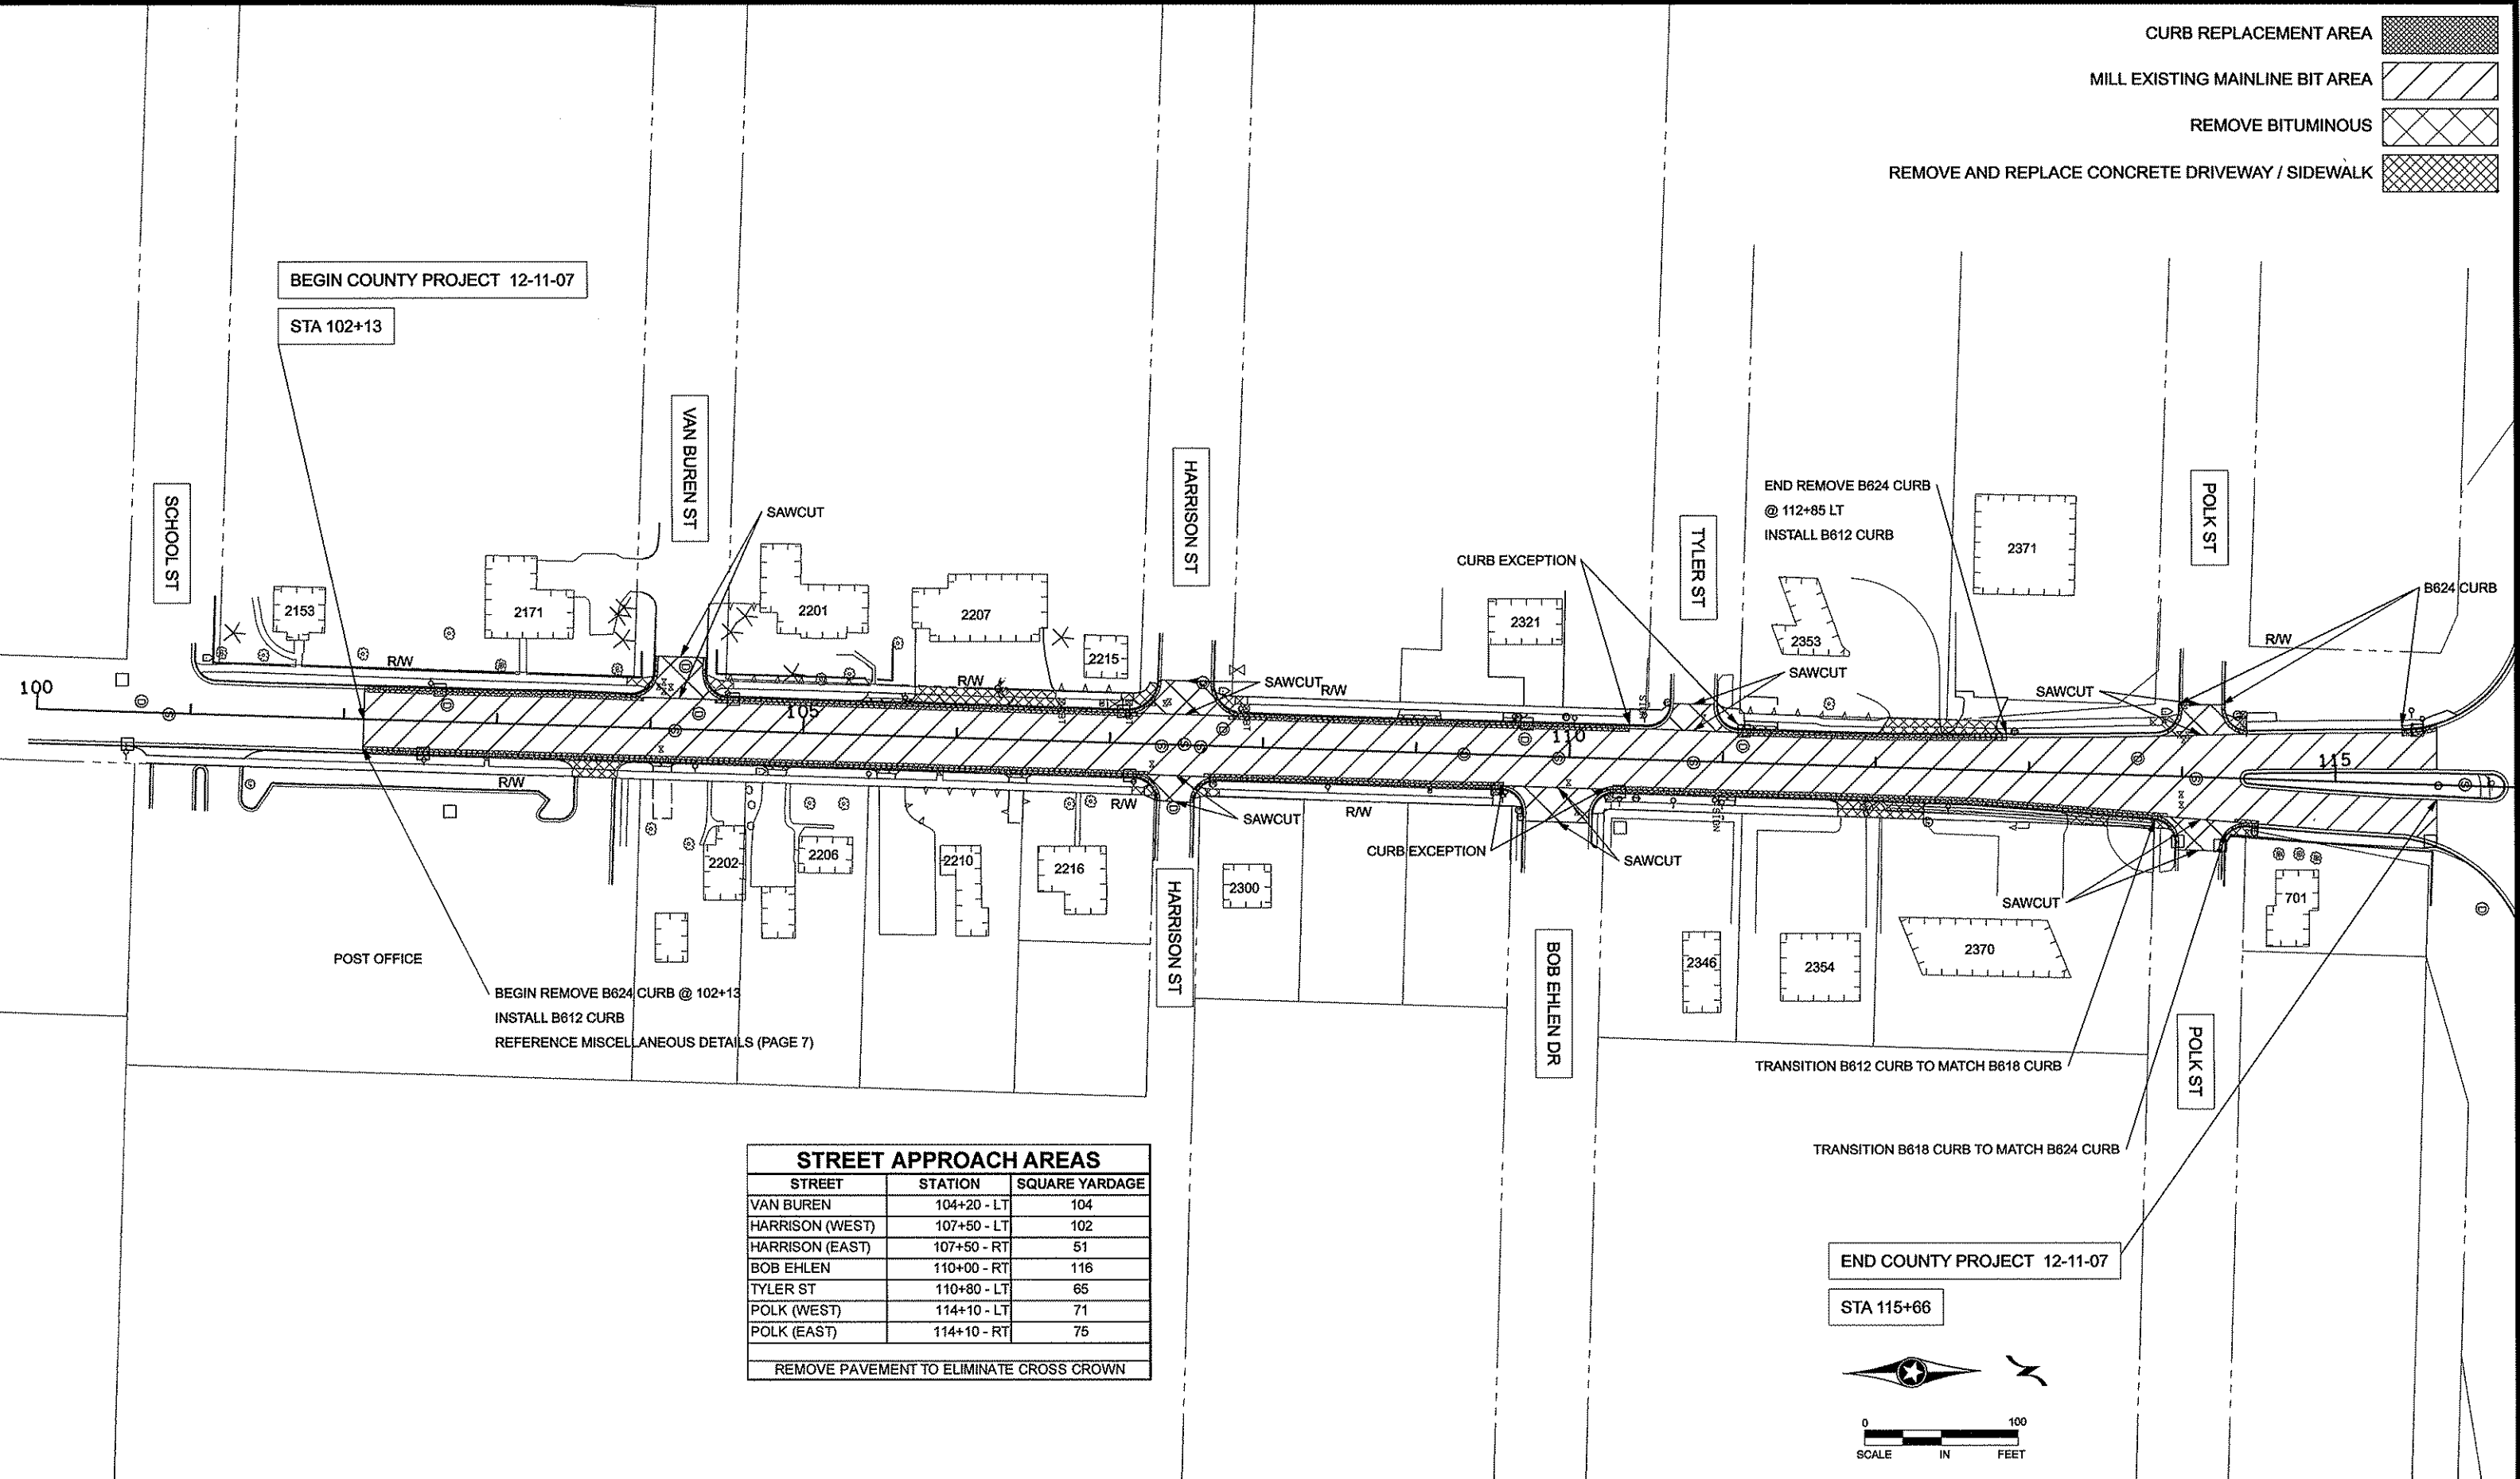 CURB REPLACEMENT AREA
MILL EXISTING MAINLINE BIT AREA
REMOVE BITUMINOUS
REMOVE AND REPLACE CONCRETE DRIVEWAY / SIDEWALK
BEGIN COUNTY PROJECT 12-11-07
STA 102+13
SCHOOL ST
VAN BUREN ST
SAWCUT
HARRISON ST
CURB EXCEPTION
TYLER ST
END REMOVE B624 CURB
@ 112+85 LT
INSTALL B612 CURB
POLK ST
B624 CURB
2153
2171
2201
2207
2215
2321
2353
2371
R/W
R/W
SAWCUT
R/W
SAWCUT
SAWCUT
R/W
100
105
110
115
R/W
R/W
SAWCUT
R/W
CURB EXCEPTION
SAWCUT
SAWCUT
2202
2206
2210
2216
2300
2346
2354
2370
701
POST OFFICE
HARRISON ST
BOB EHLEN DR
POLK ST
BEGIN REMOVE B624 CURB @ 102+13
INSTALL B612 CURB
REFERENCE MISCELLANEOUS DETAILS (PAGE 7)
TRANSITION B612 CURB TO MATCH B618 CURB
TRANSITION B618 CURB TO MATCH B624 CURB
STREET APPROACH AREAS
STREET STATION SQUARE YARDAGE
VAN BUREN 104+20 - LT 104
HARRISON (WEST) 107+50 - LT 102
HARRISON (EAST) 107+50 - RT 51
BOB EHLEN 110+00 - RT 116
TYLER ST 110+80 - LT 65
POLK (WEST) 114+10 - LT 71
POLK (EAST) 114+10 - RT 75
REMOVE PAVEMENT TO ELIMINATE CROSS CROWN
END COUNTY PROJECT 12-11-07
STA 115+66
Z
0 100
SCALE IN FEET